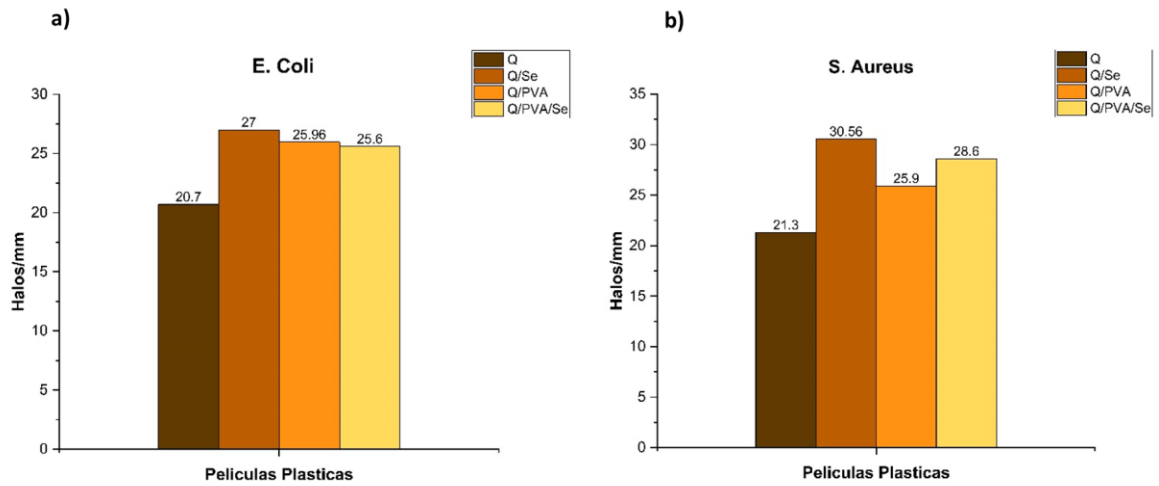 a)
E. Coli
Q
Q/Se
Q/PVA
Q/PVA/Se
30
25
20
15
10
5
0
Halos/mm
20.7
27
25.96
25.6
Peliculas Plasticas
b)
S. Aureus
Q
Q/Se
Q/PVA
Q/PVA/Se
35
30
25
20
15
10
5
0
Halos/mm
21.3
30.56
25.9
28.6
Peliculas Plasticas